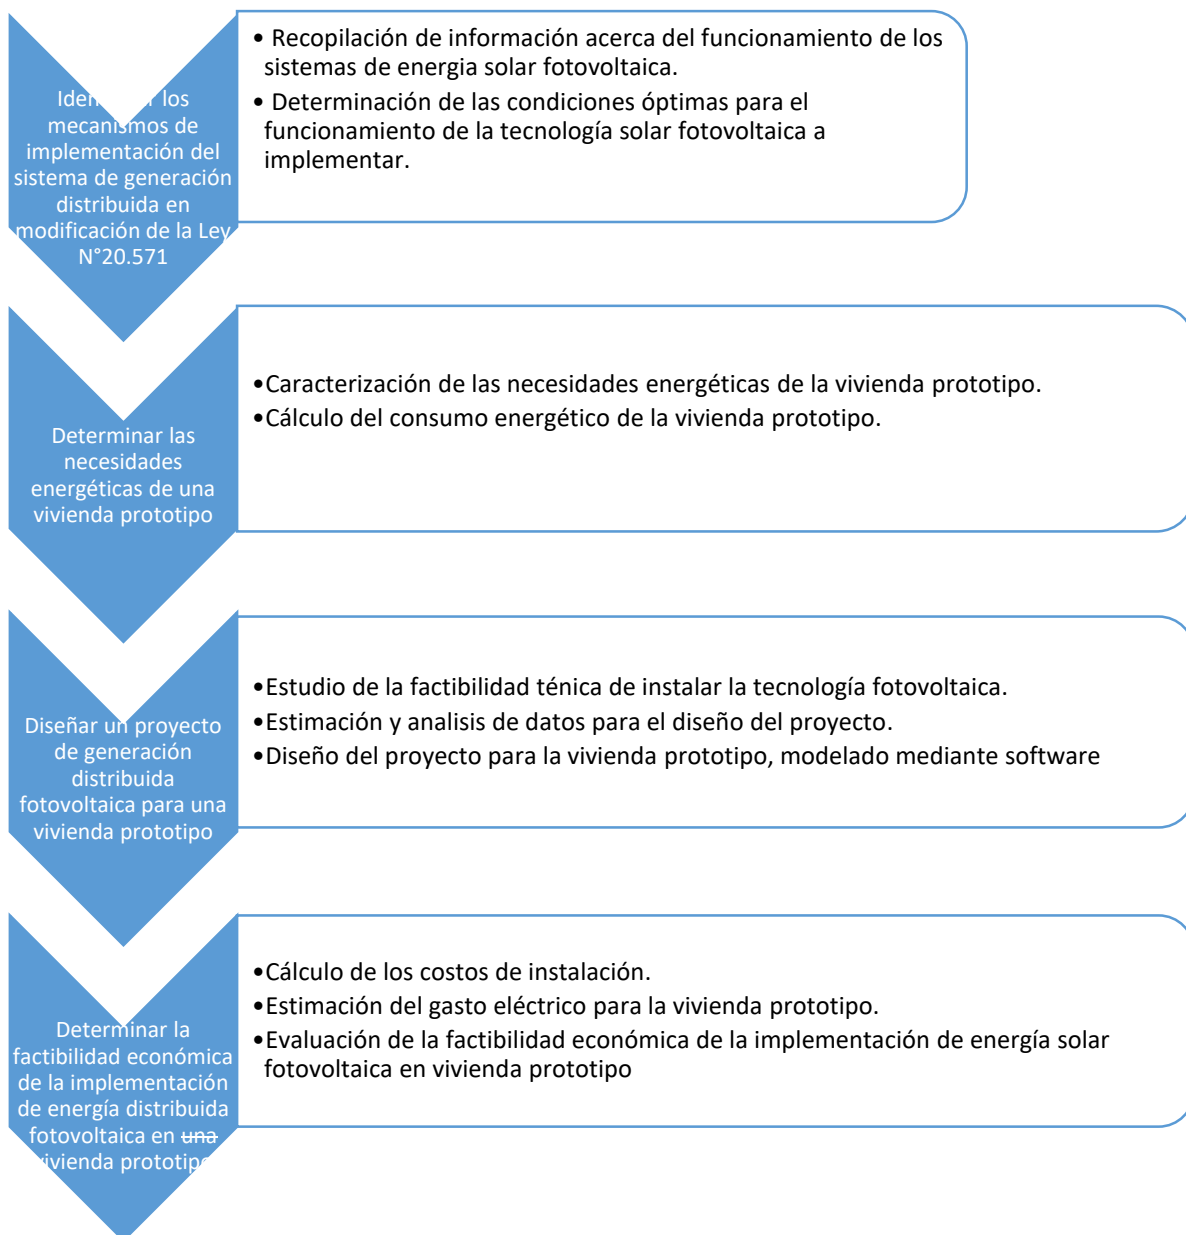 Iden r los
mecanismos de
implementación del
sistema de generación
distribuida en
modificación de la Ley
N°20.571
• Recopilación de información acerca del funcionamiento de los
sistemas de energia solar fotovoltaica.
• Determinación de las condiciones óptimas para el
funcionamiento de la tecnología solar fotovoltaica a
implementar.
Determinar las
necesidades
energéticas de una
vivienda prototipo
•Caracterización de las necesidades energéticas de la vivienda prototipo.
•Cálculo del consumo energético de la vivienda prototipo.
Diseñar un proyecto
de generación
distribuida
fotovoltaica para una
vivienda prototipo
•Estudio de la factibilidad ténica de instalar la tecnología fotovoltaica.
•Estimación y analisis de datos para el diseño del proyecto.
•Diseño del proyecto para la vivienda prototipo, modelado mediante software
Determinar la
factibilidad económica
de la implementación
de energía distribuida
fotovoltaica en una
vivienda prototipo
•Cálculo de los costos de instalación.
•Estimación del gasto eléctrico para la vivienda prototipo.
•Evaluación de la factibilidad económica de la implementación de energía solar
fotovoltaica en vivienda prototipo